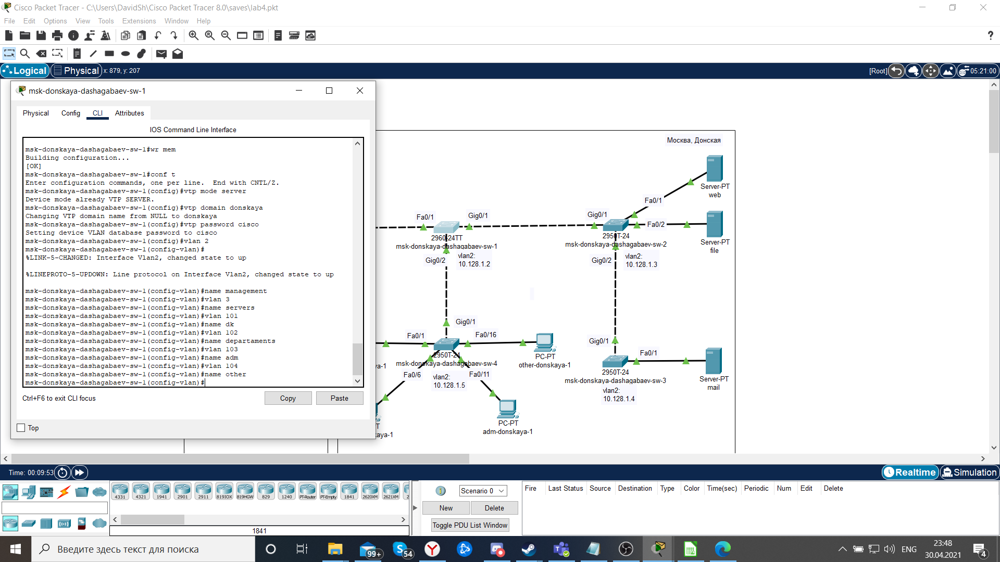 Cisco Packet Tracer - C:\Users\DavidSh\Cisco Packet Tracer 8.0\saves\lab4.pkt
File Edit Options View Tools Extensions Window Help
?
Logical Physical x: 879, y: 207
[Root] 05:21:00
msk-donskaya-dashagabaev-sw-1
Physical Config CLI Attributes
IOS Command Line Interface
msk-donskaya-dashagabaev-sw-1#wr mem
Building configuration...
[OK]
msk-donskaya-dashagabaev-sw-1#conf t
Enter configuration commands, one per line.  End with CNTL/Z.
msk-donskaya-dashagabaev-sw-1(config)#vtp mode server
Device mode already VTP SERVER.
msk-donskaya-dashagabaev-sw-1(config)#vtp domain donskaya
Changing VTP domain name from NULL to donskaya
msk-donskaya-dashagabaev-sw-1(config)#vtp password cisco
Setting device VLAN database password to cisco
msk-donskaya-dashagabaev-sw-1(config)#vlan 2
msk-donskaya-dashagabaev-sw-1(config-vlan)#
%LINK-5-CHANGED: Interface Vlan2, changed state to up
%LINEPROTO-5-UPDOWN: Line protocol on Interface Vlan2, changed state to up
msk-donskaya-dashagabaev-sw-1(config-vlan)#name management
msk-donskaya-dashagabaev-sw-1(config-vlan)#vlan 3
msk-donskaya-dashagabaev-sw-1(config-vlan)#name servers
msk-donskaya-dashagabaev-sw-1(config-vlan)#vlan 101
msk-donskaya-dashagabaev-sw-1(config-vlan)#name dk
msk-donskaya-dashagabaev-sw-1(config-vlan)#vlan 102
msk-donskaya-dashagabaev-sw-1(config-vlan)#name departaments
msk-donskaya-dashagabaev-sw-1(config-vlan)#vlan 103
msk-donskaya-dashagabaev-sw-1(config-vlan)#name adm
msk-donskaya-dashagabaev-sw-1(config-vlan)#vlan 104
msk-donskaya-dashagabaev-sw-1(config-vlan)#name other
msk-donskaya-dashagabaev-sw-1(config-vlan)#
Ctrl+F6 to exit CLI focus
Copy Paste
Top
Москва, Донская
Server-PT
web
Fa0/1
Fa0/1
Gig0/1
Gig0/1
Fa0/2
2960-24TT
msk-donskaya-dashagabaev-sw-1
2950T-24
msk-donskaya-dashagabaev-sw-2
Server-PT
file
Gig0/2
vlan2:
10.128.1.2
Gig0/2
vlan2:
10.128.1.3
Gig0/1
Fa0/1
Fa0/16
2950T-24
msk-donskaya-dashagabaev-sw-4
PC-PT
other-donskaya-1
ya-1
Fa0/6
vlan2:
10.128.1.5
Fa0/11
Gig0/1
Fa0/1
2950T-24
msk-donskaya-dashagabaev-sw-3
vlan2:
10.128.1.4
Server-PT
mail
T
kaya-1
PC-PT
adm-donskaya-1
Time: 00:09:53
Realtime Simulation
4331 4321 1941 2901 2911 819IOX 819HGW 829 1240 PT-Router PT-Empty 1841 2620XM 2621XM 2
1841
Scenario 0
New Delete
Toggle PDU List Window
Fire Last Status Source Destination Type Color Time(sec) Periodic Num Edit Delete
Введите здесь текст для поиска
99+
54
ENG
23:48
30.04.2021
4